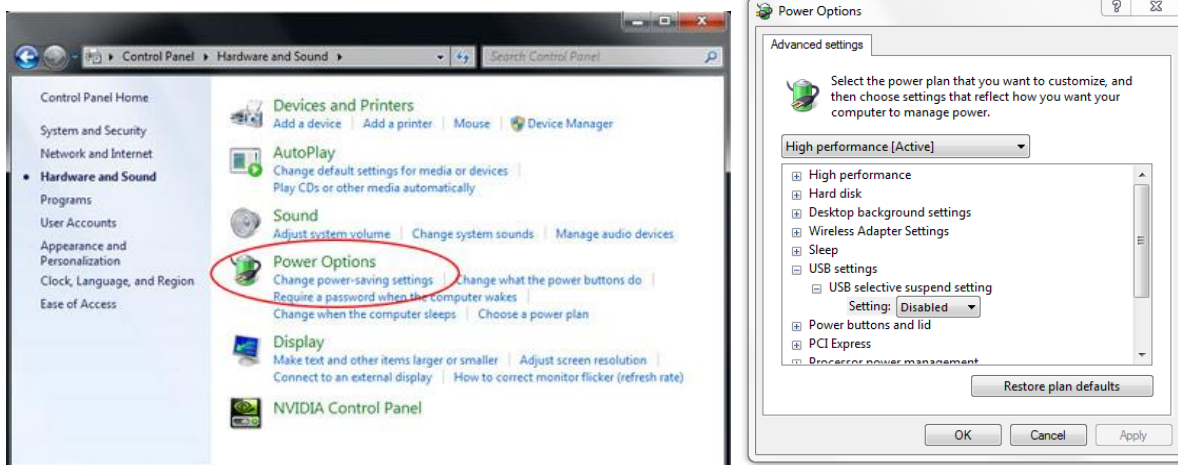 Control Panel Hardware and Sound Search Control Panel
Control Panel Home
System and Security
Network and Internet
Hardware and Sound
Programs
User Accounts
Appearance and
Personalization
Clock, Language, and Region
Ease of Access
Devices and Printers
Add a device Add a printer Mouse Device Manager
AutoPlay
Change default settings for media or devices
Play CDs or other media automatically
Sound
Adjust system volume Change system sounds Manage audio devices
Power Options
Change power-saving settings Change what the power buttons do
Require a password when the computer wakes
Change when the computer sleeps Choose a power plan
Display
Make text and other items larger or smaller Adjust screen resolution
Connect to an external display How to correct monitor flicker (refresh rate)
NVIDIA Control Panel
Power Options
Advanced settings
Select the power plan that you want to customize, and
then choose settings that reflect how you want your
computer to manage power.
High performance [Active]
High performance
Hard disk
Desktop background settings
Wireless Adapter Settings
Sleep
USB settings
USB selective suspend setting
Setting: Disabled
Power buttons and lid
PCI Express
Processor power management
Restore plan defaults
OK Cancel Apply